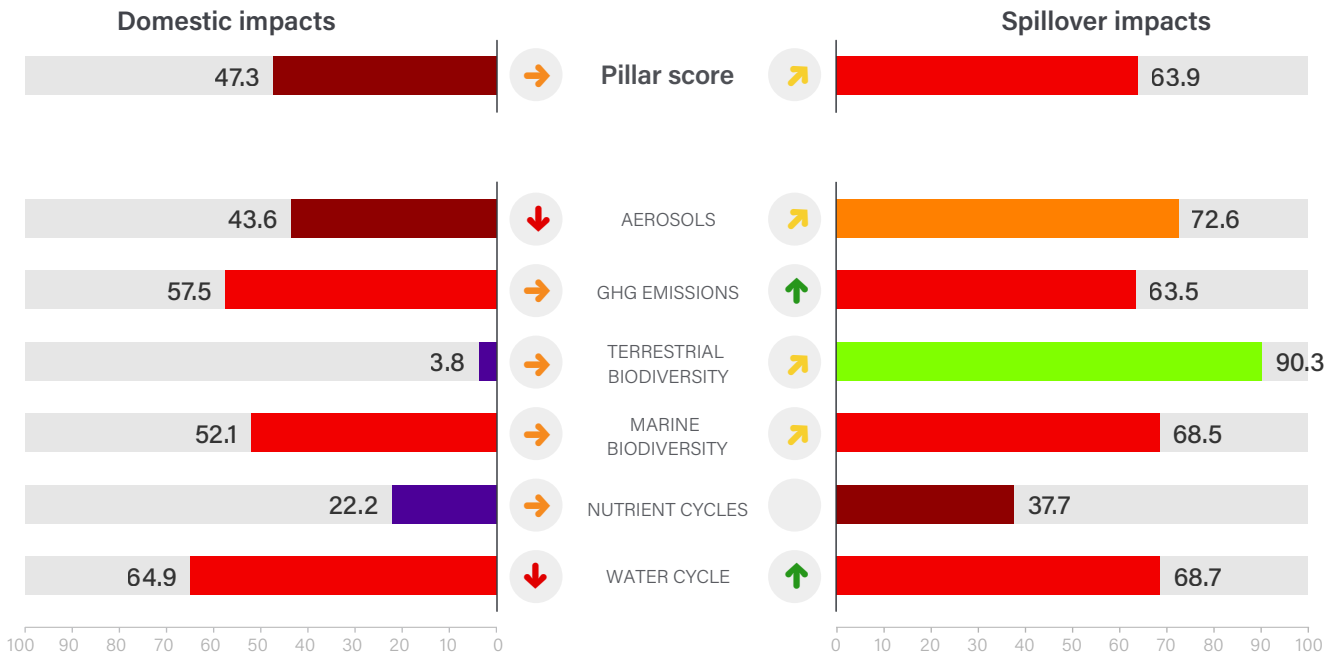 Domestic impacts
Spillover impacts
47.3
Pillar score
63.9
43.6
AEROSOLS
72.6
57.5
GHG EMISSIONS
63.5
3.8
TERRESTRIAL
BIODIVERSITY
90.3
52.1
MARINE
BIODIVERSITY
68.5
22.2
NUTRIENT CYCLES
37.7
64.9
WATER CYCLE
68.7
100 90 80 70 60 50 40 30 20 10 0
0 10 20 30 40 50 60 70 80 90 100